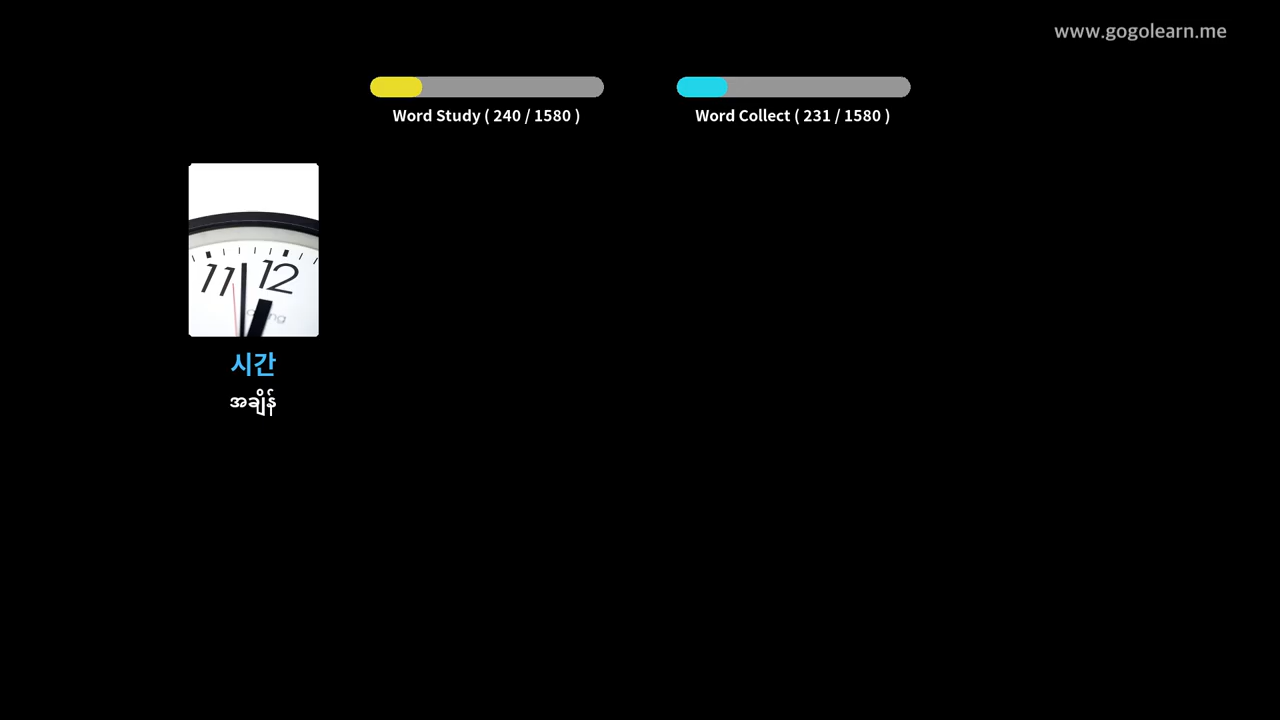 www.gogolearn.me
Word Study ( 240 / 1580 )
Word Collect ( 231 / 1580 )
11 12
시간
အချိန်